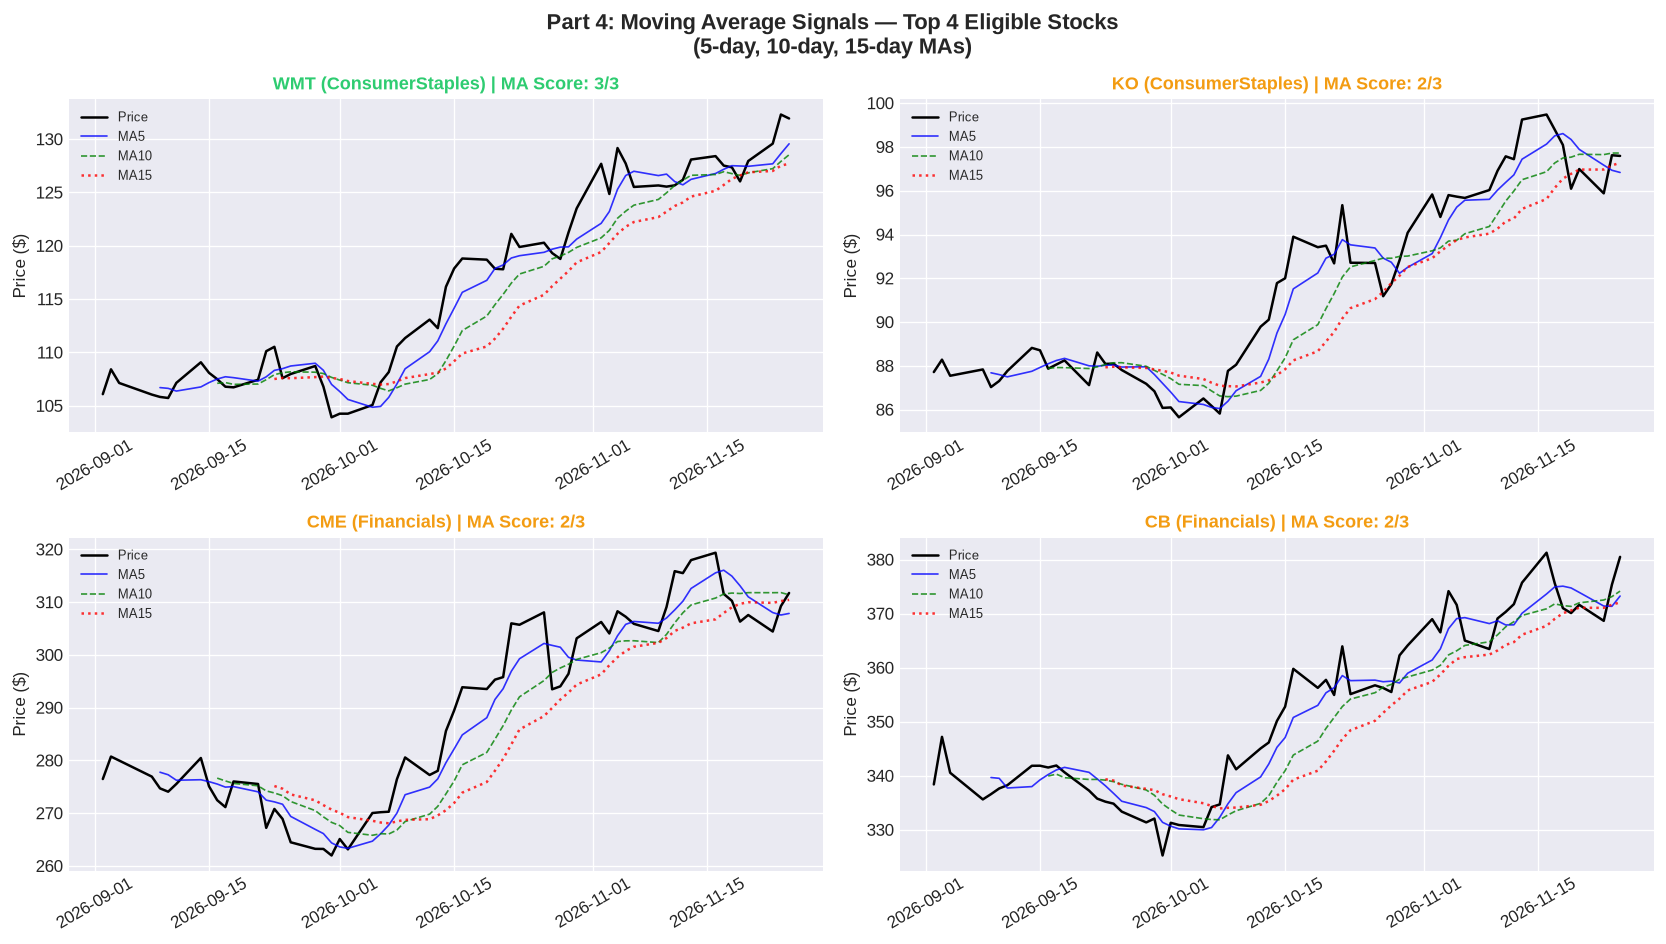 Part 4: Moving Average Signals — Top 4 Eligible Stocks
(5-day, 10-day, 15-day MAs)
WMT (ConsumerStaples) | MA Score: 3/3
Price
MA5
MA10
MA15
Price ($)
130
125
120
115
110
105
2026-09-01
2026-09-15
2026-10-01
2026-10-15
2026-11-01
2026-11-15
KO (ConsumerStaples) | MA Score: 2/3
Price
MA5
MA10
MA15
Price ($)
100
98
96
94
92
90
88
86
2026-09-01
2026-09-15
2026-10-01
2026-10-15
2026-11-01
2026-11-15
CME (Financials) | MA Score: 2/3
Price
MA5
MA10
MA15
Price ($)
320
310
300
290
280
270
260
2026-09-01
2026-09-15
2026-10-01
2026-10-15
2026-11-01
2026-11-15
CB (Financials) | MA Score: 2/3
Price
MA5
MA10
MA15
Price ($)
380
370
360
350
340
330
2026-09-01
2026-09-15
2026-10-01
2026-10-15
2026-11-01
2026-11-15